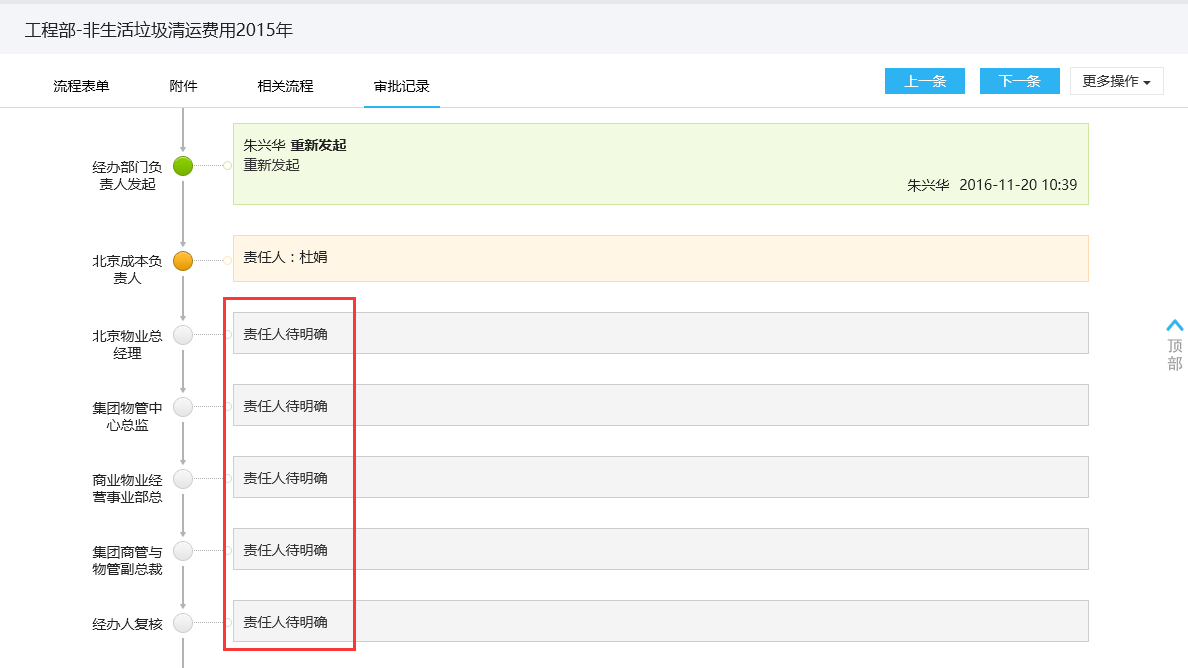 工程部-非生活垃圾清运费用2015年
流程表单
附件
相关流程
审批记录
上一条
下一条
更多操作
经办部门负
责人发起
朱兴华 重新发起
重新发起
朱兴华 2016-11-20 10:39
北京成本负
责人
责任人：杜娟
北京物业总
经理
责任人待明确
集团物管中
心总监
责任人待明确
商业物业经
营事业部总
责任人待明确
集团商管与
物管副总裁
责任人待明确
经办人复核
责任人待明确
顶
部